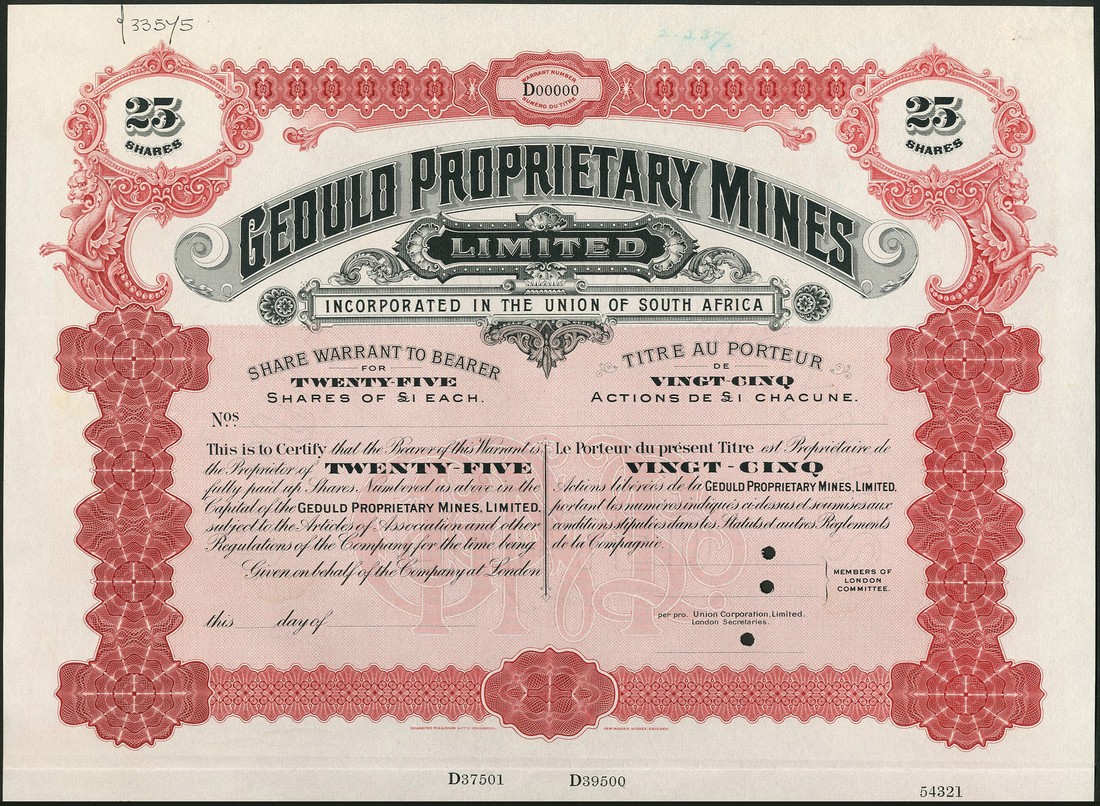 33575
WARRANT NUMBER
D00000
NUMÉRO DU TITRE
25
SHARES
25
SHARES
GEDULD PROPRIETARY MINES
LIMITED
INCORPORATED IN THE UNION OF SOUTH AFRICA
SHARE WARRANT TO BEARER
FOR
TWENTY-FIVE
SHARES OF £1 EACH.
TITRE AU PORTEUR
DE
VINGT-CINQ
ACTIONS DE £1 CHACUNE.
Nos.
This is to Certify that the Bearer of this Warrant is
the Proprietor of TWENTY-FIVE
fully paid up Shares Numbered as above in the
Capital of the GEDULD PROPRIETARY MINES, LIMITED,
subject to the Articles of Association and other
Regulations of the Company for the time being.
Given on behalf of the Company at London
this day of
Le Porteur du présent Titre est Propriétaire de
VINGT-CINQ
Actions libérées de la GEDULD PROPRIETARY MINES, LIMITED.
portant les numéros indiqués ci-dessus et soumises aux
conditions stipulées dans les Statuts et autres Règlements
de la Compagnie.
MEMBERS OF
LONDON
COMMITTEE.
per pro. Union Corporation, Limited.
London Secretaries.
D37501 D39500
54321